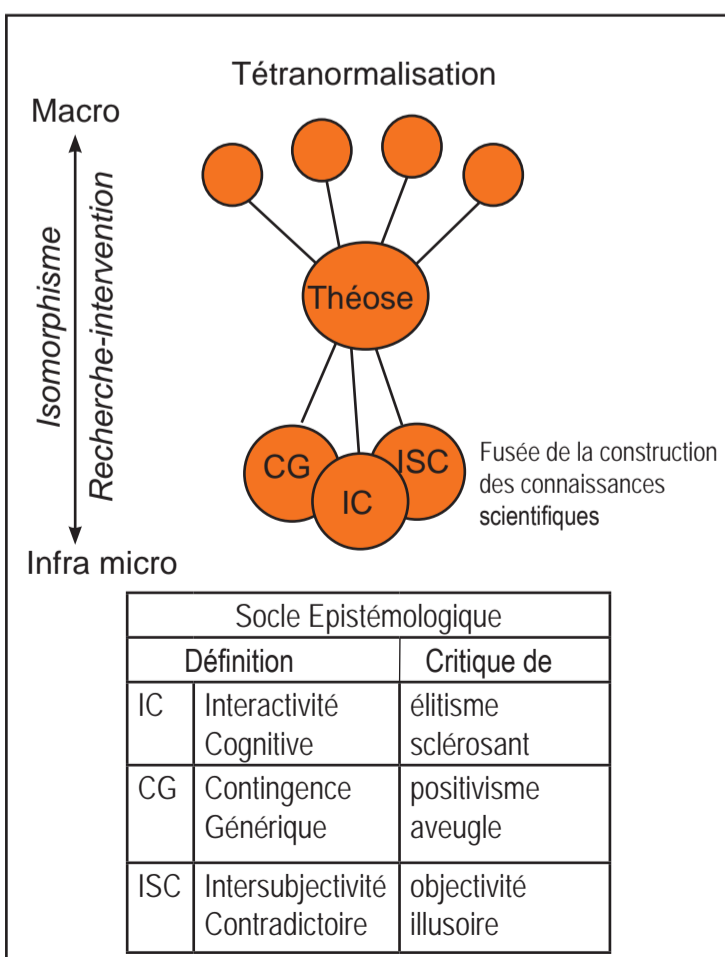 Tétranormalisation
Macro
Isomorphisme
Recherche-intervention
Théose
CG
ISC
IC
Fusée de la construction
des connaissances
scientifiques
Infra micro
Socle Epistémologique
Définition
Critique de
IC
Interactivité
Cognitive
élitisme
sclérosant
CG
Contingence
Générique
positivisme
aveugle
ISC
Intersubjectivité
Contradictoire
objectivité
illusoire